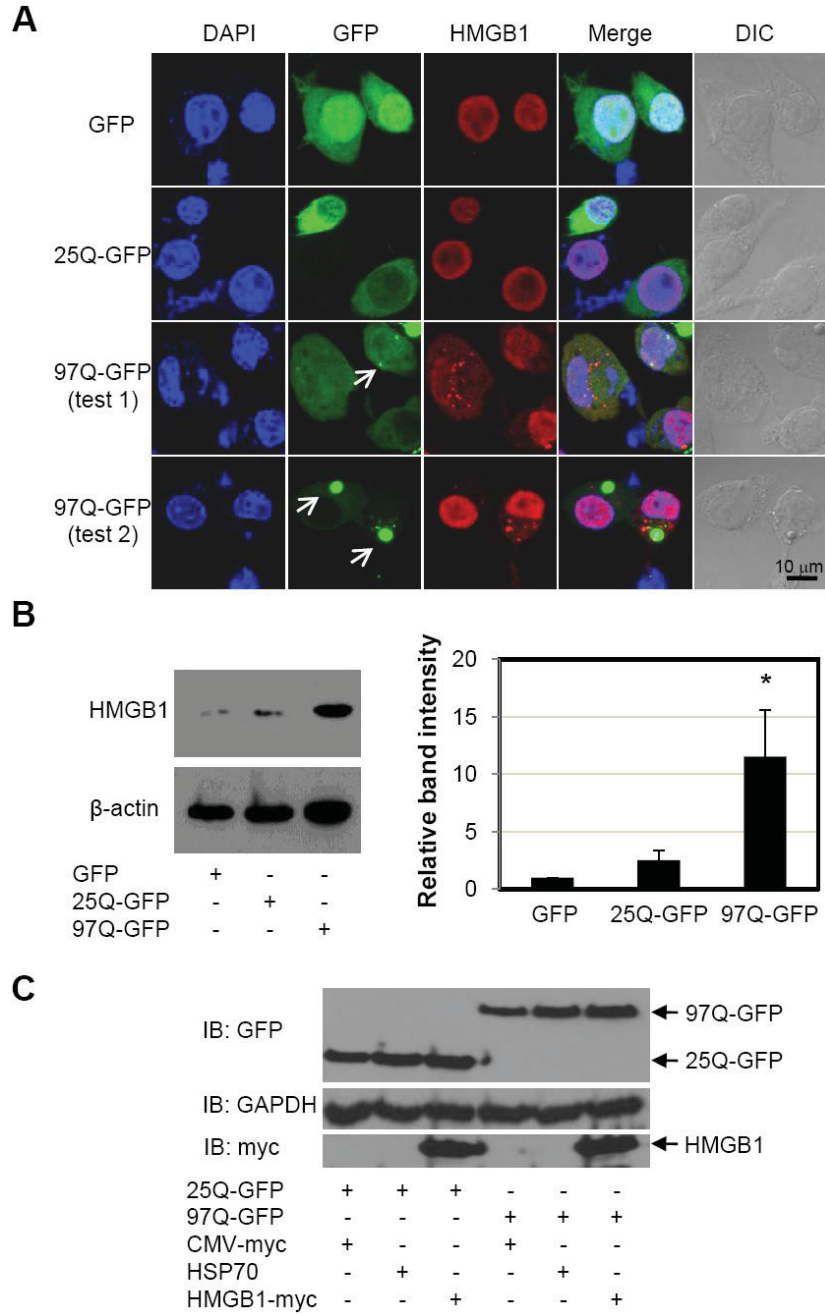 A
DAPI GFP HMGB1 Merge DIC
GFP
25Q-GFP
97Q-GFP
(test 1)
97Q-GFP
(test 2)
10 μm
B
HMGB1
β-actin
GFP + - -
25Q-GFP - + -
97Q-GFP - - +
Relative band intensity
20
15
10
5
0
*
GFP 25Q-GFP 97Q-GFP
C
IB: GFP
97Q-GFP
25Q-GFP
IB: GAPDH
IB: myc
HMGB1
25Q-GFP + + + - - -
97Q-GFP - - - + + +
CMV-myc + - - + - -
HSP70 - + - - + -
HMGB1-myc - - + - - +